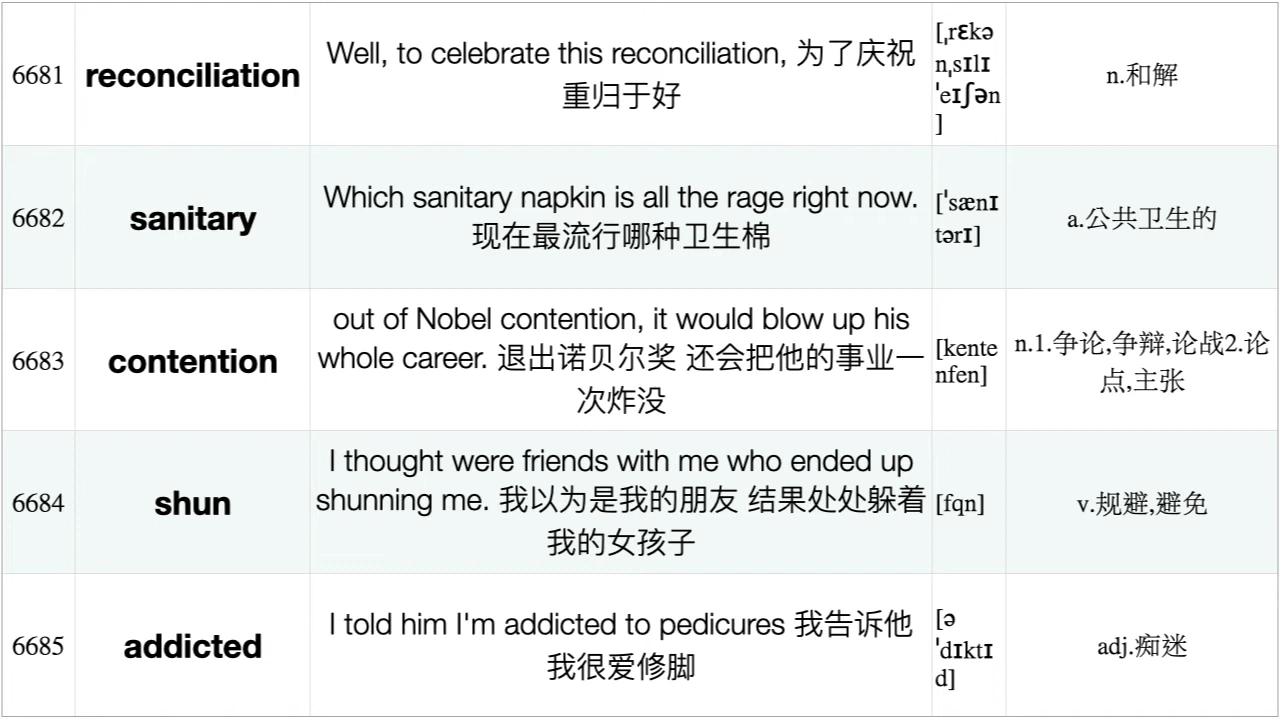 6681
reconciliation
Well, to celebrate this reconciliation, 为了庆祝
重归于好
[ˌrɛkə
nˌsɪlɪ
ˈeɪʃən
]
n.和解
6682
sanitary
Which sanitary napkin is all the rage right now.
现在最流行哪种卫生棉
[ˈsænɪ
tərɪ]
a.公共卫生的
6683
contention
out of Nobel contention, it would blow up his
whole career. 退出诺贝尔奖 还会把他的事业一
次炸没
[kente
nfen]
n.1.争论,争辩,论战2.论
点,主张
6684
shun
I thought were friends with me who ended up
shunning me. 我以为是我的朋友 结果处处躲着
我的女孩子
[fqn]
v.规避,避免
6685
addicted
I told him I'm addicted to pedicures 我告诉他
我很爱修脚
[ə
ˈdɪktɪ
d]
adj.痴迷